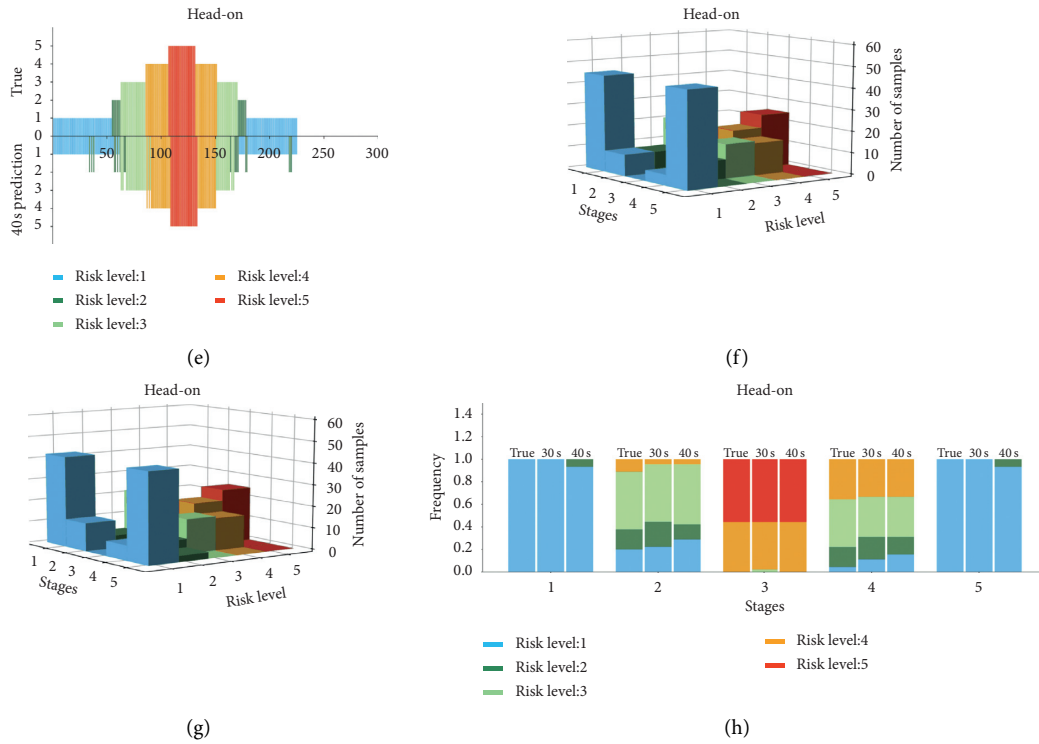 Head-on
5
4
3
2
1
0
1
2
3
4
5
True
40s prediction
50
100
150
200
250
300
Risk level:1
Risk level:2
Risk level:3
Risk level:4
Risk level:5
(e)
Head-on
60
50
40
30
20
10
0
Number of samples
1
2
3
4
5
Stages
1
2
3
4
5
Risk level
(f)
Head-on
60
50
40
30
20
10
0
Number of samples
1
2
3
4
5
Stages
1
2
3
4
5
Risk level
(g)
Head-on
1.4
1.2
1.0
0.8
0.6
0.4
0.2
0.0
Frequency
True 30 s 40 s
True 30 s 40 s
True 30 s 40 s
True 30 s 40 s
True 30 s 40 s
1
2
3
4
5
Stages
Risk level:1
Risk level:2
Risk level:3
Risk level:4
Risk level:5
(h)